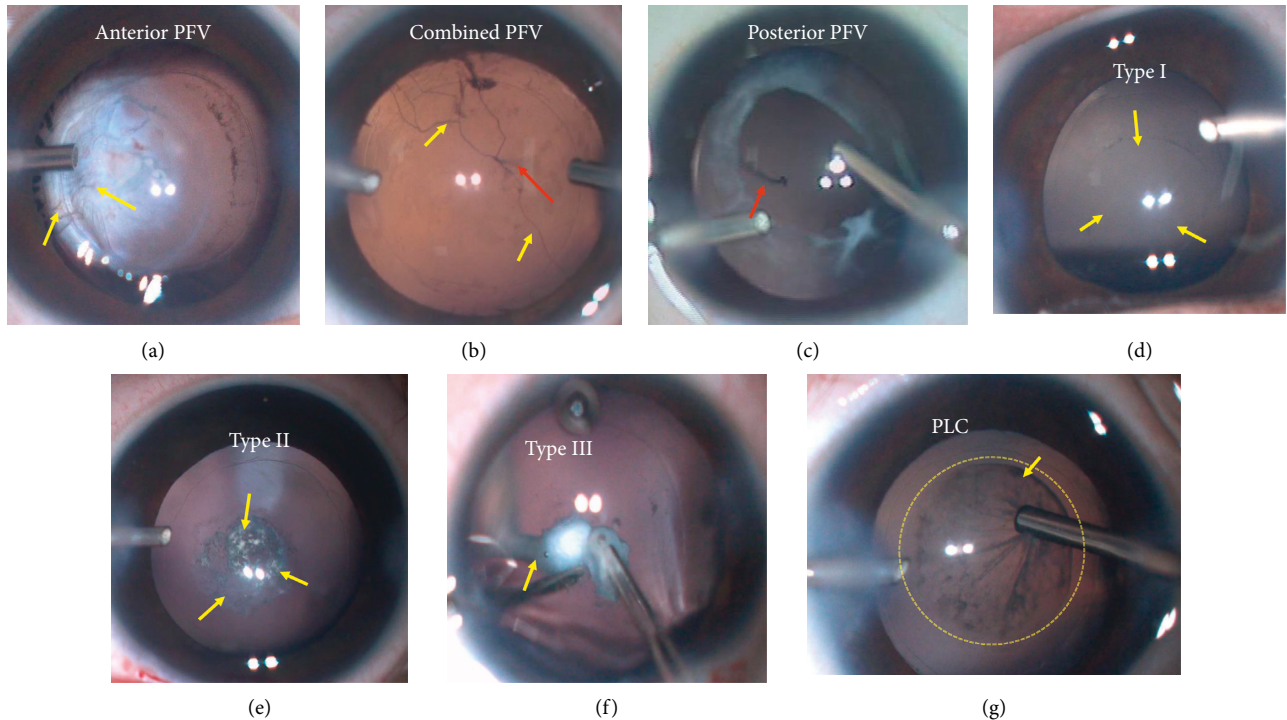 Anterior PFV
Combined PFV
Posterior PFV
Type I
(a)
(b)
(c)
(d)
Type II
Type III
PLC
(e)
(f)
(g)